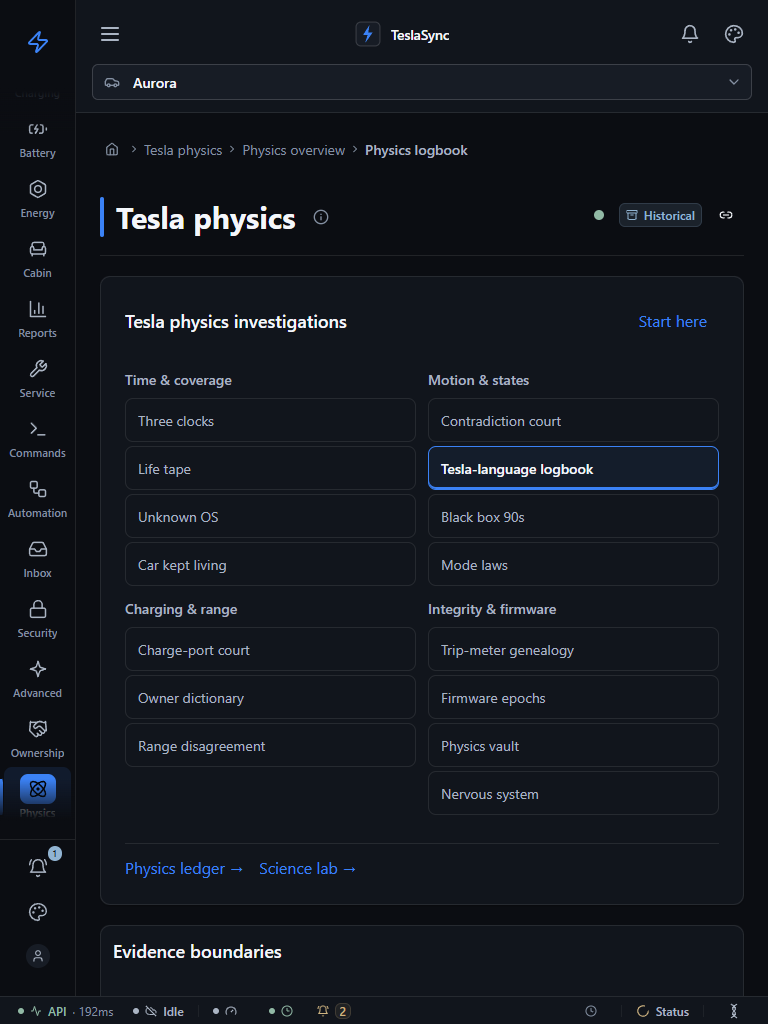 TeslaSync
Aurora
Charging
Battery
Energy
Cabin
Reports
Service
Commands
Automation
Inbox
Security
Advanced
Ownership
Physics
1
Tesla physics > Physics overview > Physics logbook
Tesla physics
Historical
Tesla physics investigations
Start here
Time & coverage
Three clocks
Life tape
Unknown OS
Car kept living
Motion & states
Contradiction court
Tesla-language logbook
Black box 90s
Mode laws
Charging & range
Charge-port court
Owner dictionary
Range disagreement
Integrity & firmware
Trip-meter genealogy
Firmware epochs
Physics vault
Nervous system
Physics ledger →
Science lab →
Evidence boundaries
API · 192ms
Idle
2
Status